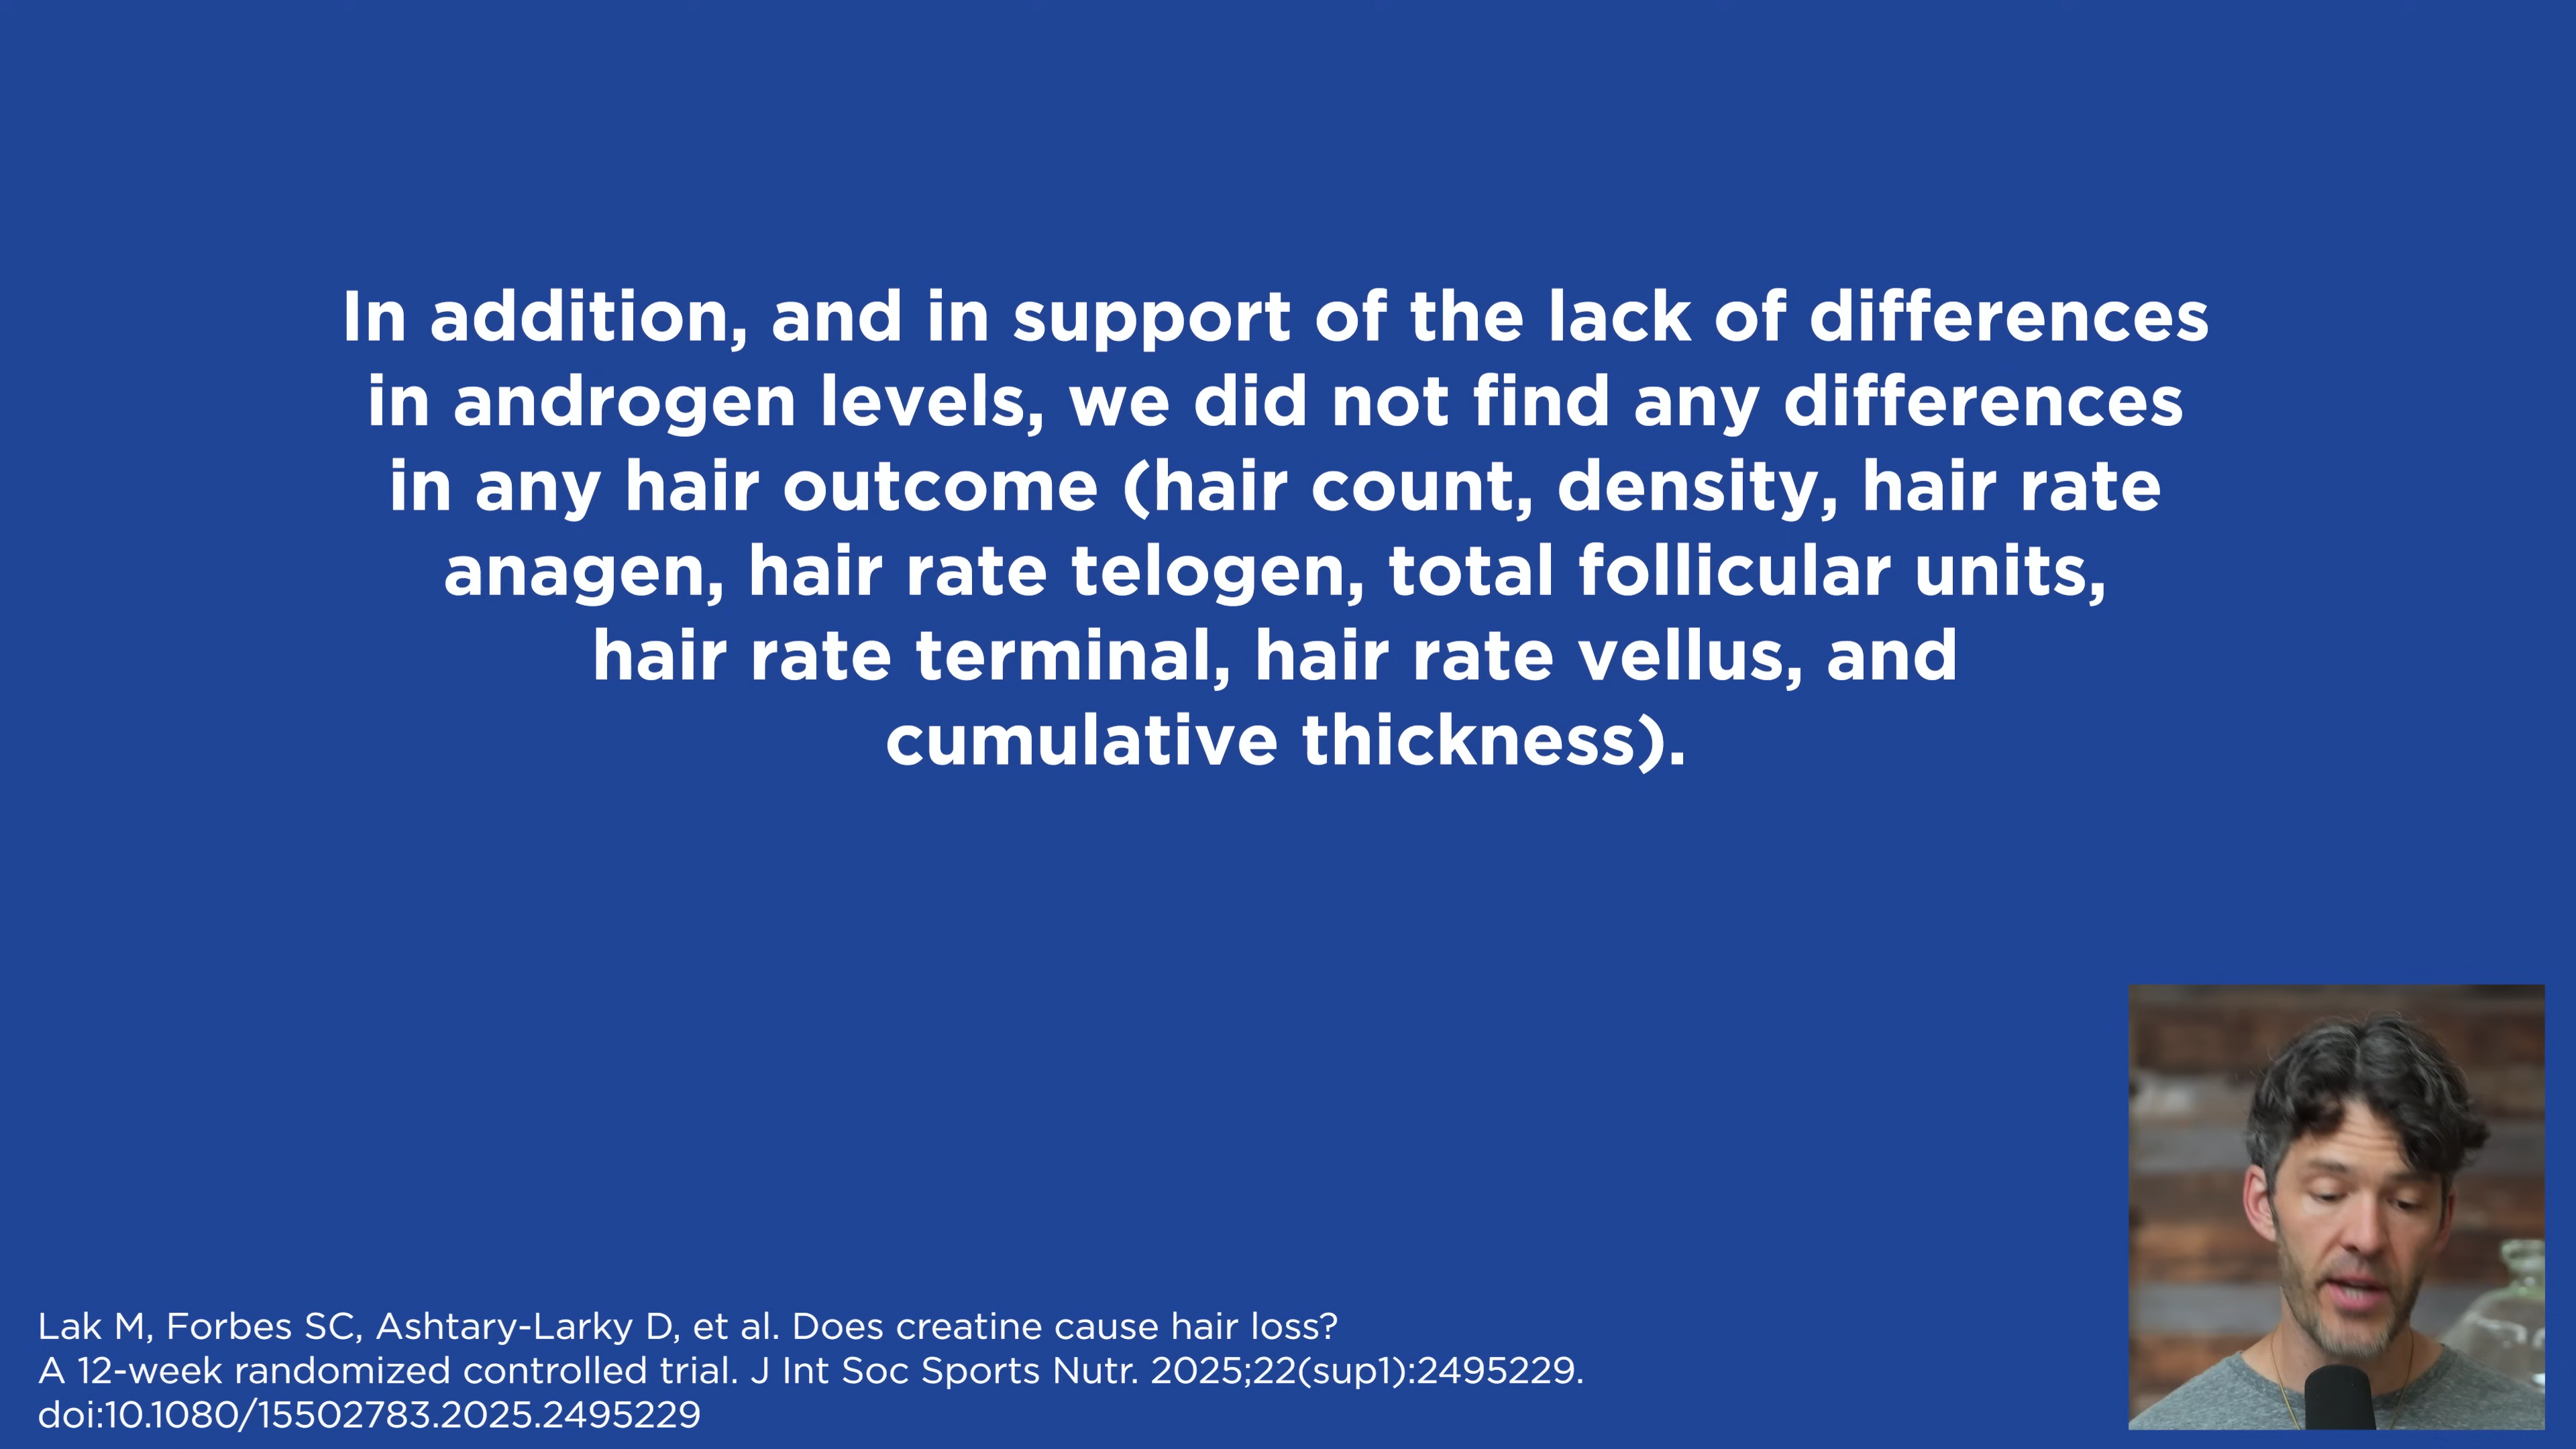 In addition, and in support of the lack of differences
in androgen levels, we did not find any differences
in any hair outcome (hair count, density, hair rate
anagen, hair rate telogen, total follicular units,
hair rate terminal, hair rate vellus, and
cumulative thickness).
Lak M, Forbes SC, Ashtary-Larky D, et al. Does creatine cause hair loss?
A 12-week randomized controlled trial. J Int Soc Sports Nutr. 2025;22(sup1):2495229.
doi:10.1080/15502783.2025.2495229